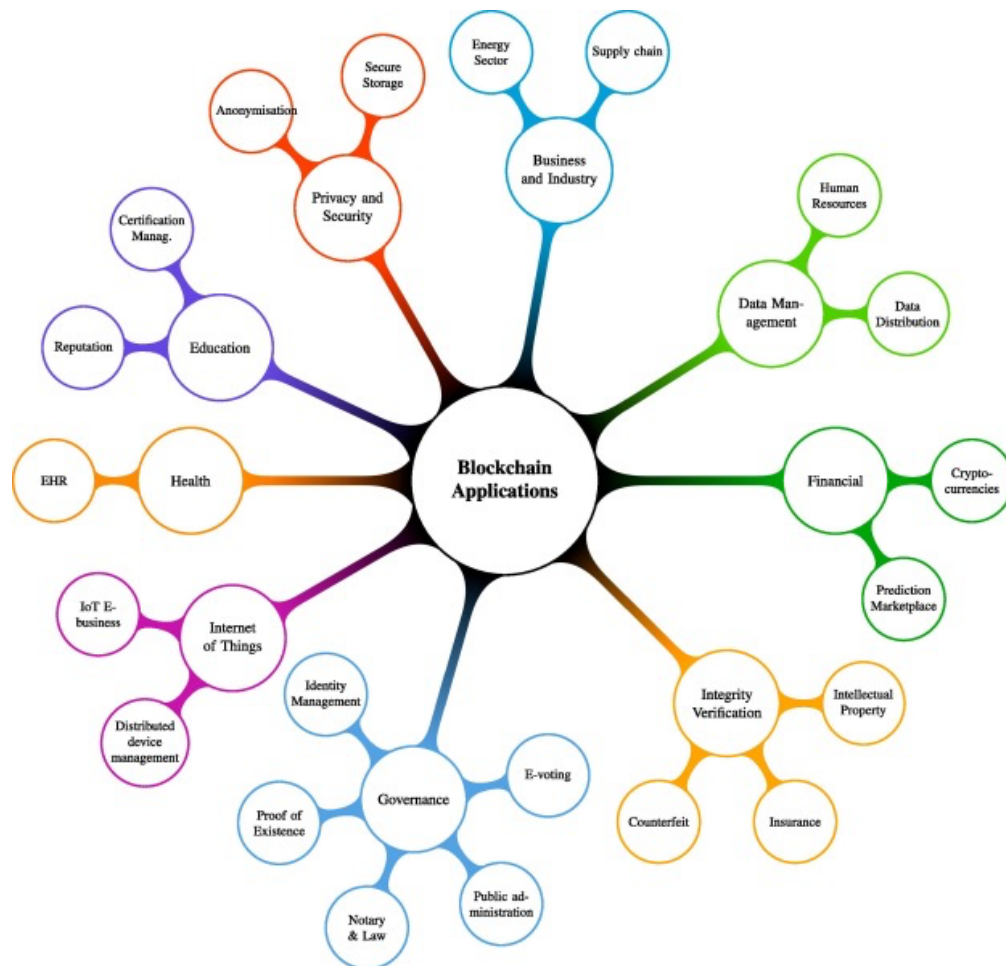 Energy
Sector
Supply chain
Secure
Storage
Anonymisation
Business
and Industry
Privacy and
Security
Human
Resources
Certification
Manag.
Data Man-
agement
Data
Distribution
Reputation
Education
Blockchain
Applications
EHR
Health
Financial
Crypto-
currencies
Prediction
Marketplace
IoT E-
business
Internet
of Things
Distributed
device
management
Identity
Management
Integrity
Verification
Intellectual
Property
E-voting
Governance
Proof of
Existence
Counterfeit
Insurance
Public ad-
ministration
Notary
& Law